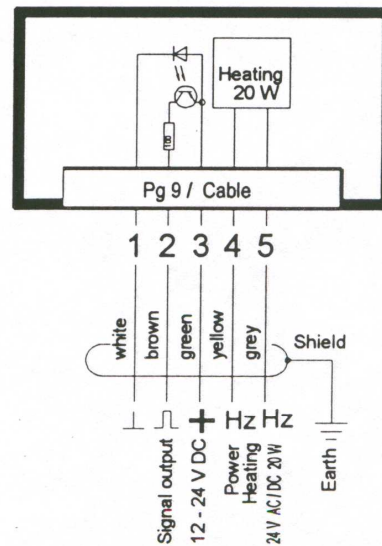 Heating
20 W
Pg 9 / Cable
1 2 3 4 5
white
brown
green
yellow
grey
Shield
⊥ ⎍ + Hz Hz
Signal output
12 - 24 V DC
Power
Heating
24 V AC/DC 20 W
Earth